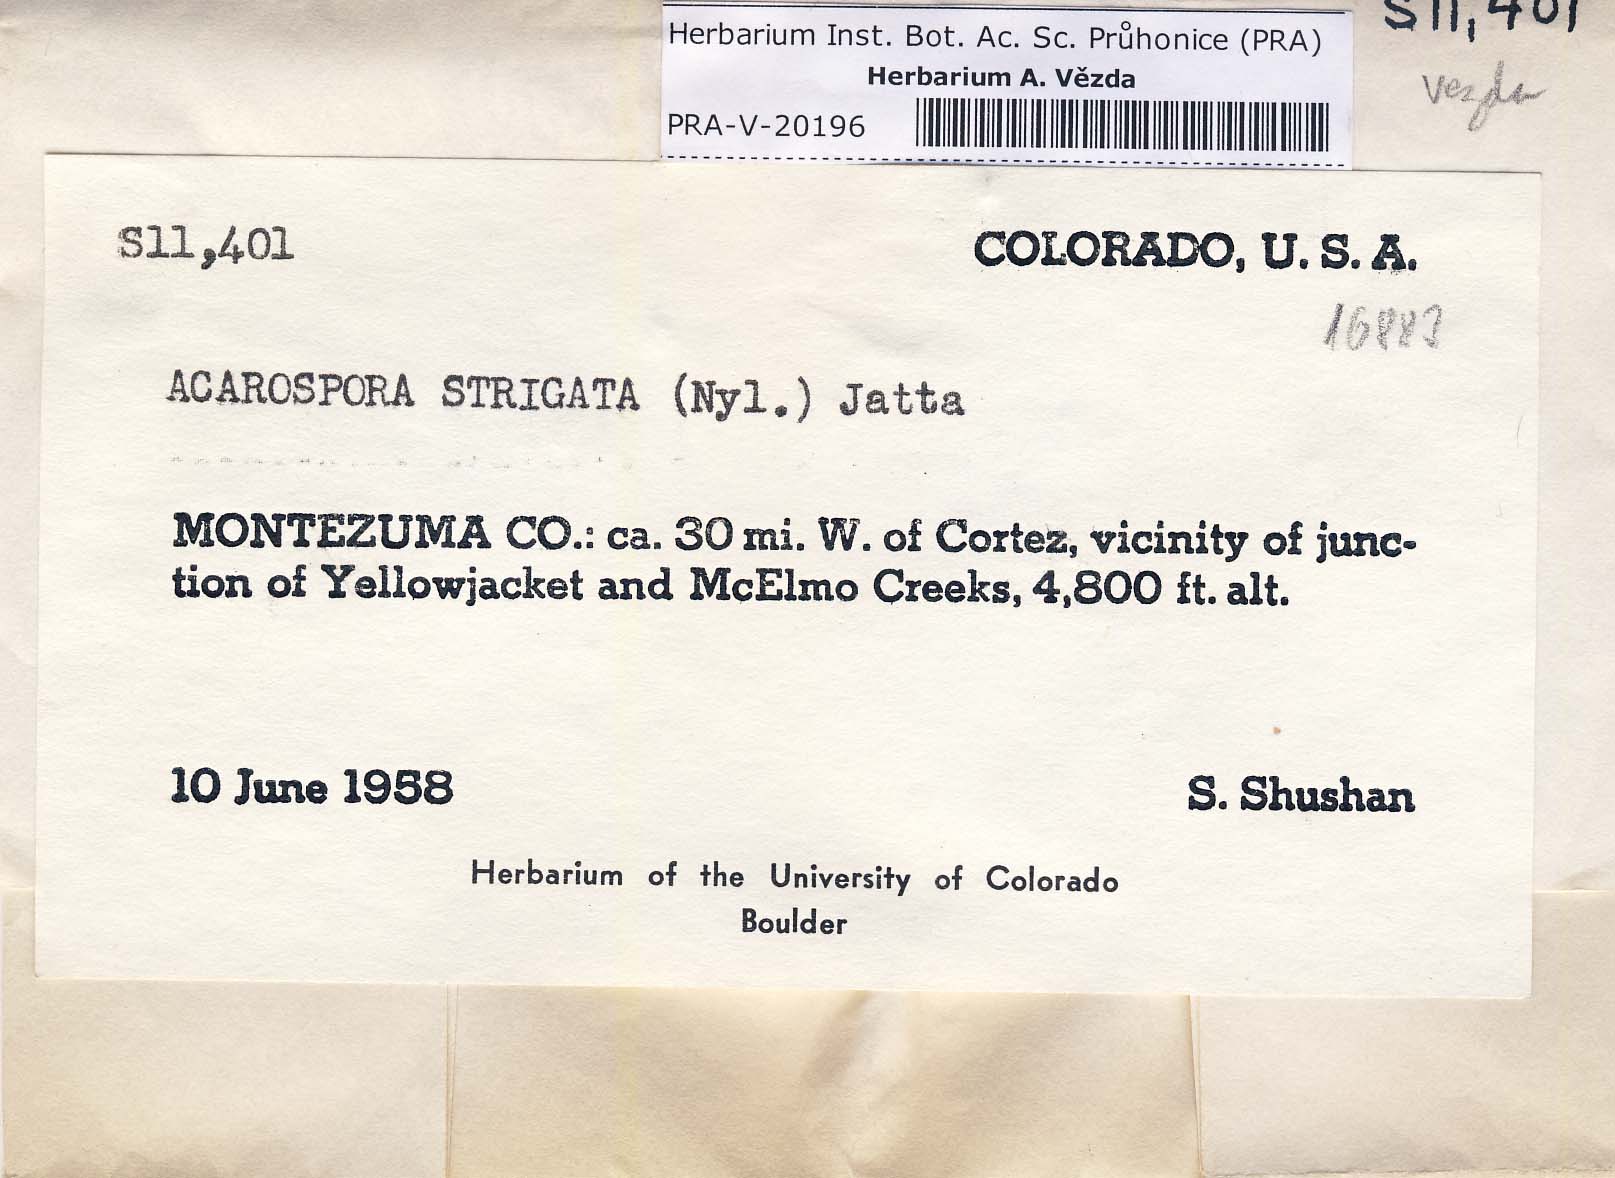 Herbarium Inst. Bot. Ac. Sc. Průhonice (PRA)
Herbarium A. Vězda
PRA-V-20196
S11,401
Vezda
S11,401
COLORADO, U. S. A.
16883
ACAROSPORA STRIGATA (Nyl.) Jatta
MONTEZUMA CO.: ca. 30 mi. W. of Cortez, vicinity of junc-
tion of Yellowjacket and McElmo Creeks, 4,800 ft. alt.
10 June 1958
S. Shushan
Herbarium of the University of Colorado
Boulder